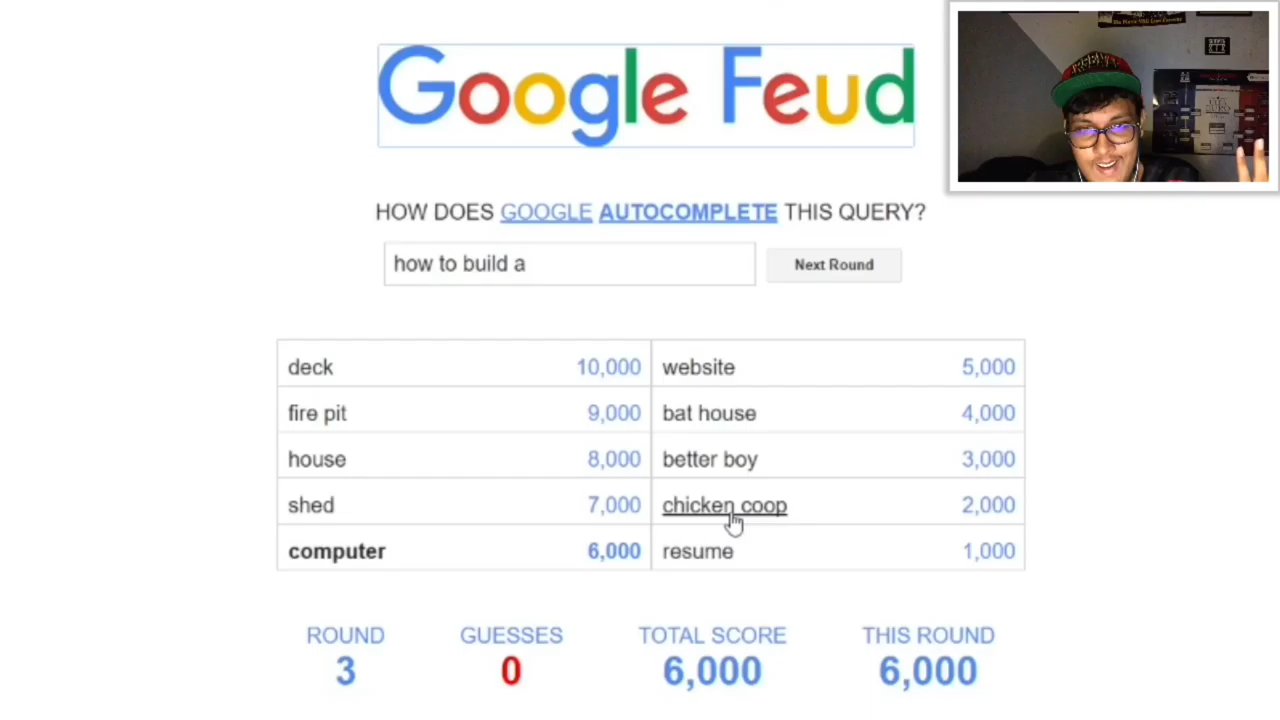 Google Feud
HOW DOES GOOGLE AUTOCOMPLETE THIS QUERY?
how to build a
Next Round
deck 10,000 website 5,000
fire pit 9,000 bat house 4,000
house 8,000 better boy 3,000
shed 7,000 chicken coop 2,000
computer 6,000 resume 1,000
ROUND GUESSES TOTAL SCORE THIS ROUND
3 0 6,000 6,000